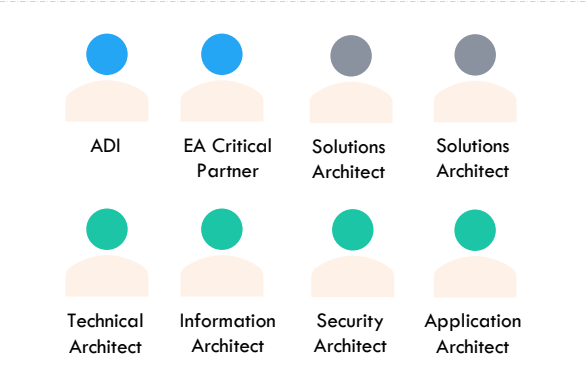 ADI
EA Critical
Partner
Solutions
Architect
Solutions
Architect
Technical
Architect
Information
Architect
Security
Architect
Application
Architect